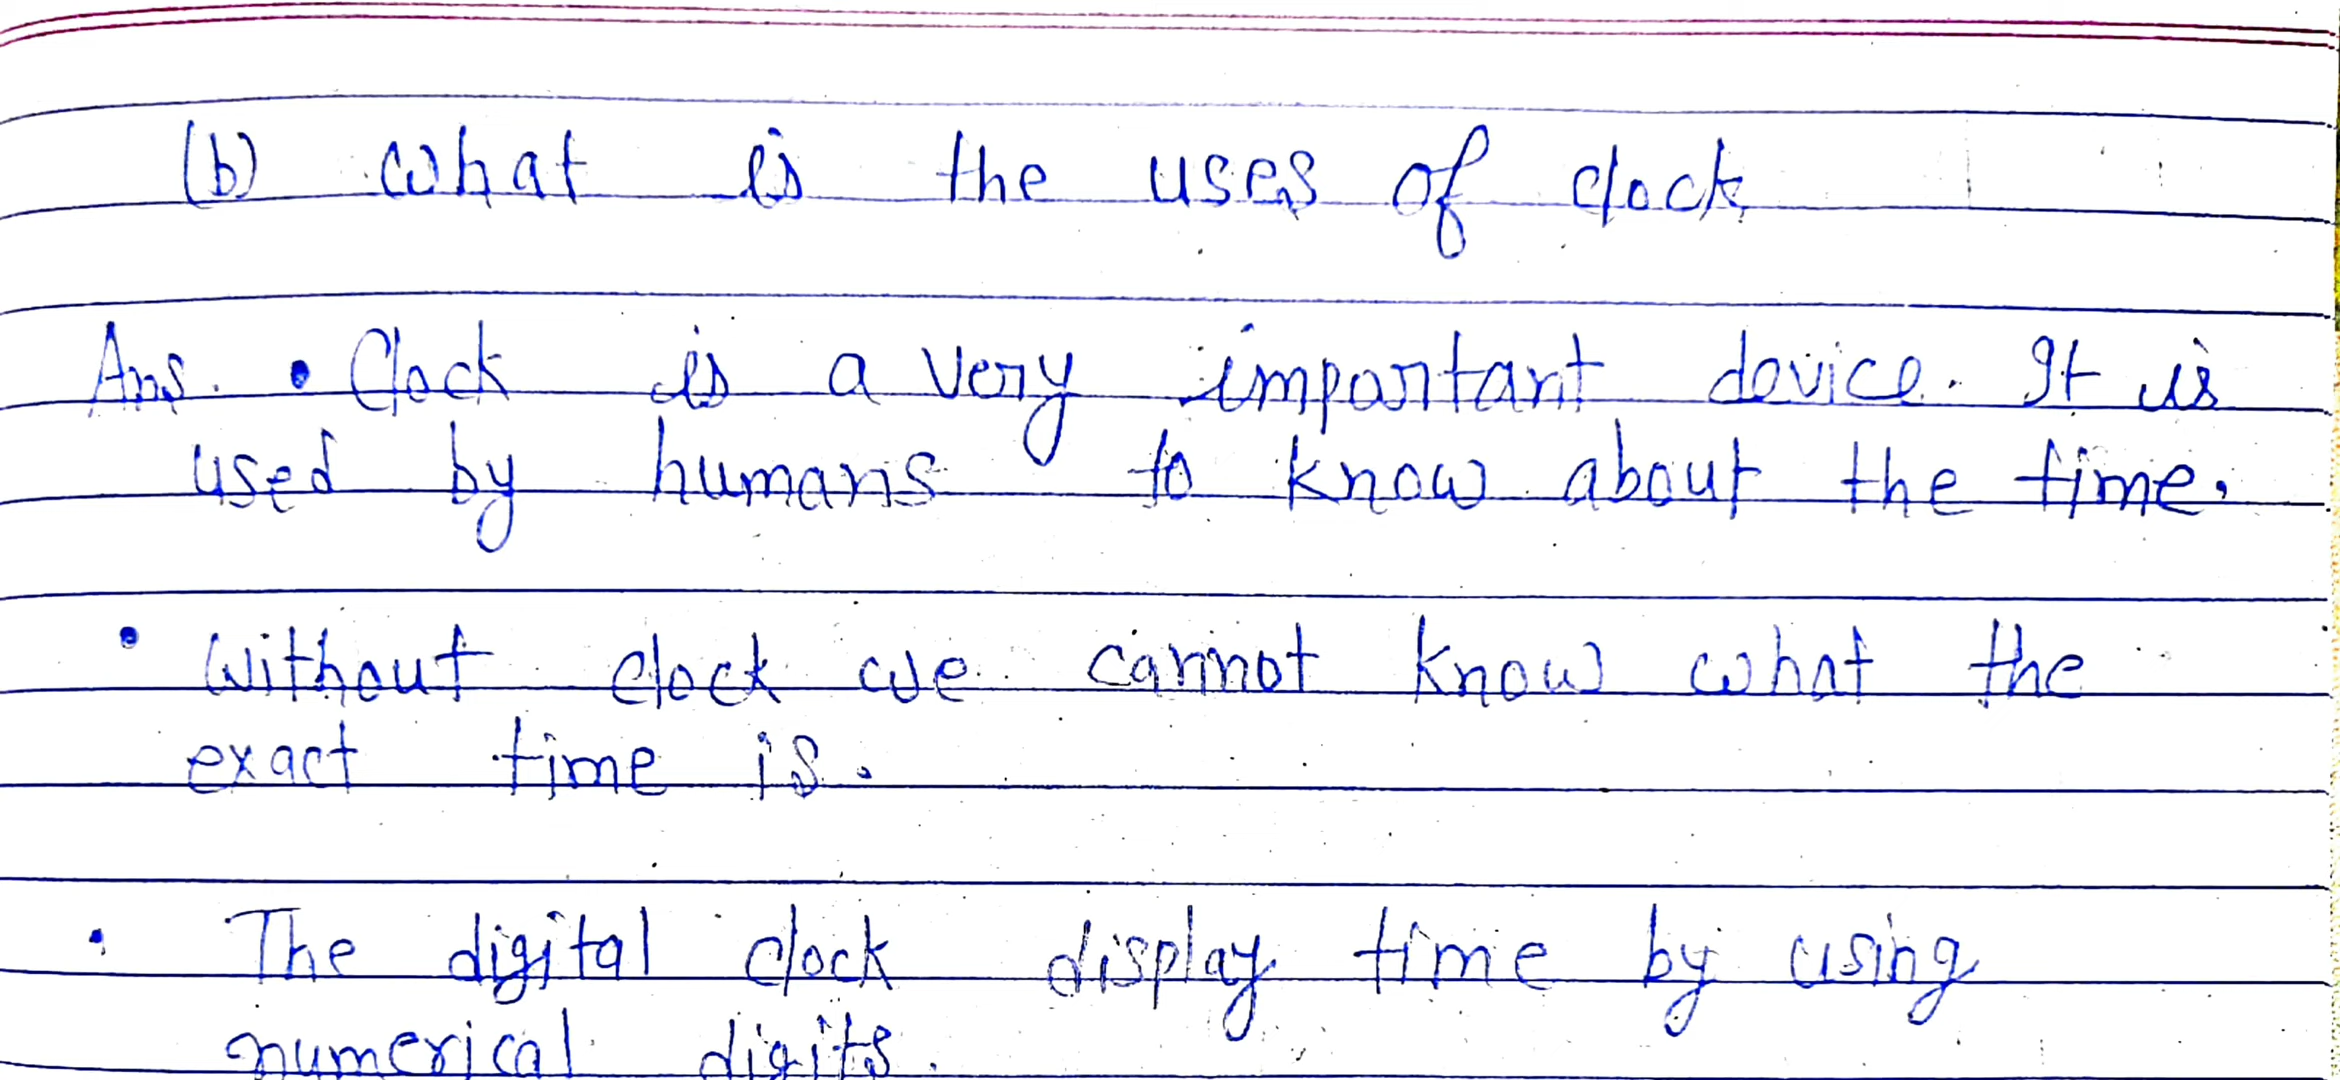 (b) what is the uses of clock
Ans. • Clock is a very important device. It is
used by humans to know about the time.
• Without clock we cannot know what the
exact time is.
• The digital clock display time by using
numerical digits.